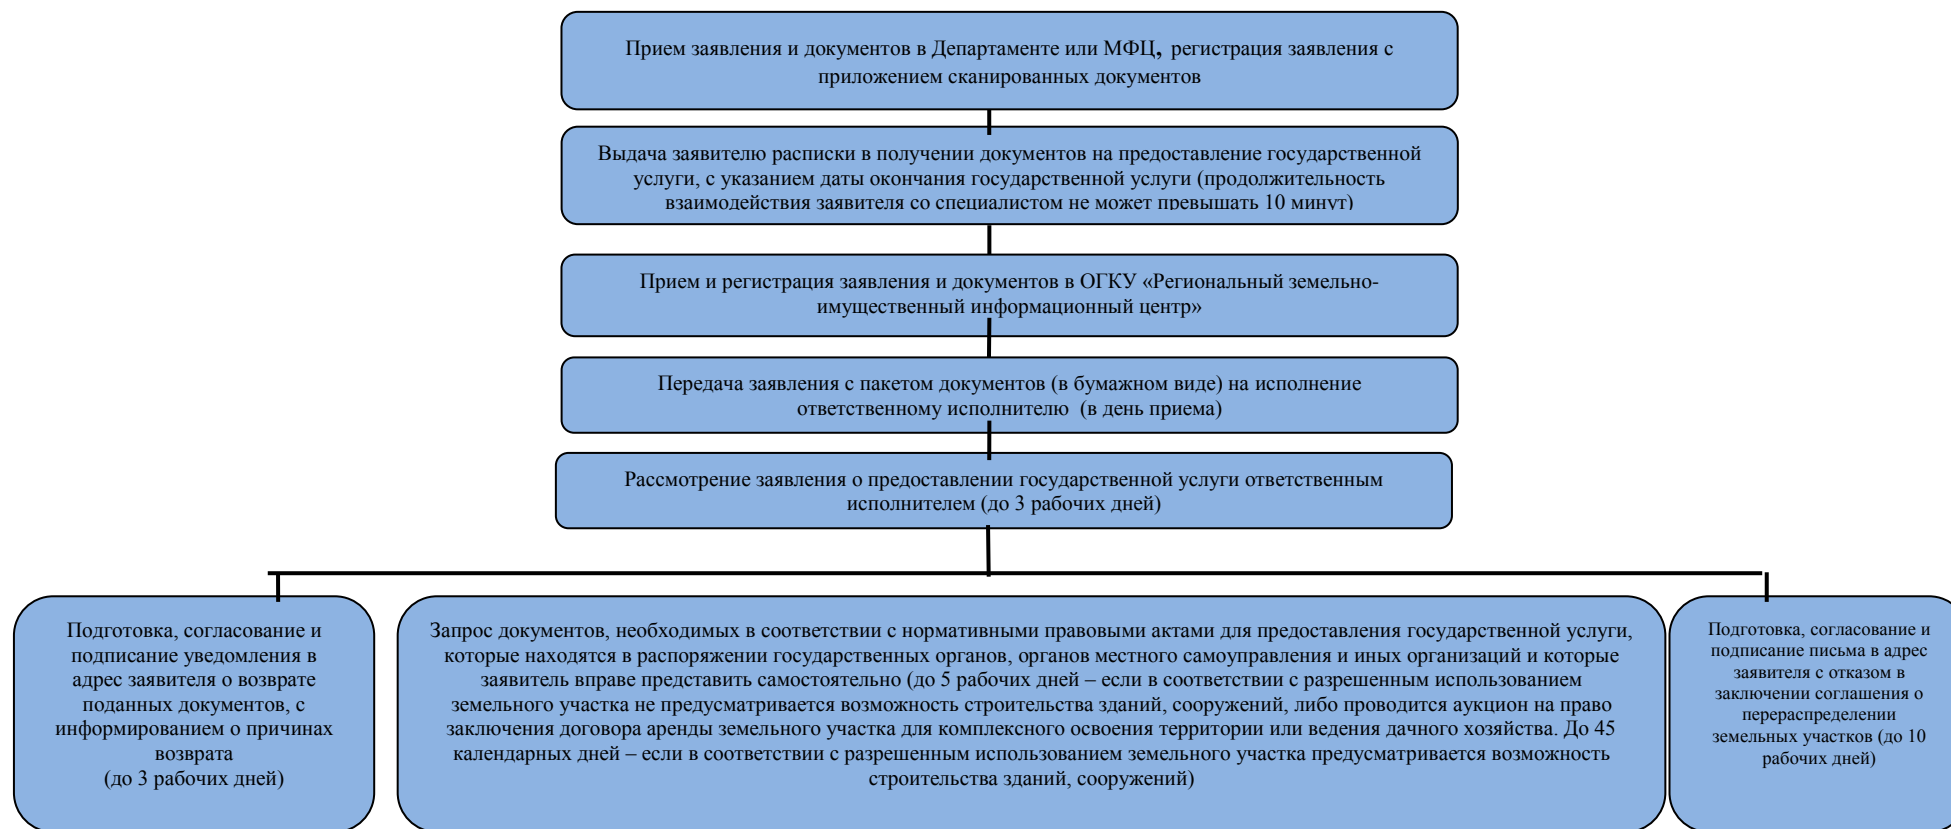 Прием заявления и документов в Департаменте или МФЦ, регистрация заявления с
приложением сканированных документов
Выдача заявителю расписки в получении документов на предоставление государственной
услуги, с указанием даты окончания государственной услуги (продолжительность
взаимодействия заявителя со специалистом не может превышать 10 минут)
Прием и регистрация заявления и документов в ОГКУ «Региональный земельно-
имущественный информационный центр»
Передача заявления с пакетом документов (в бумажном виде) на исполнение
ответственному исполнителю (в день приема)
Рассмотрение заявления о предоставлении государственной услуги ответственным
исполнителем (до 3 рабочих дней)
Подготовка, согласование и
подписание уведомления в
адрес заявителя о возврате
поданных документов, с
информированием о причинах
возврата
(до 3 рабочих дней)
Запрос документов, необходимых в соответствии с нормативными правовыми актами для предоставления государственной услуги,
которые находятся в распоряжении государственных органов, органов местного самоуправления и иных организаций и которые
заявитель вправе представить самостоятельно (до 5 рабочих дней – если в соответствии с разрешенным использованием
земельного участка не предусматривается возможность строительства зданий, сооружений, либо проводится аукцион на право
заключения договора аренды земельного участка для комплексного освоения территории или ведения дачного хозяйства. До 45
календарных дней – если в соответствии с разрешенным использованием земельного участка предусматривается возможность
строительства зданий, сооружений)
Подготовка, согласование и
подписание письма в адрес
заявителя с отказом в
заключении соглашения о
перераспределении
земельных участков (до 10
рабочих дней)